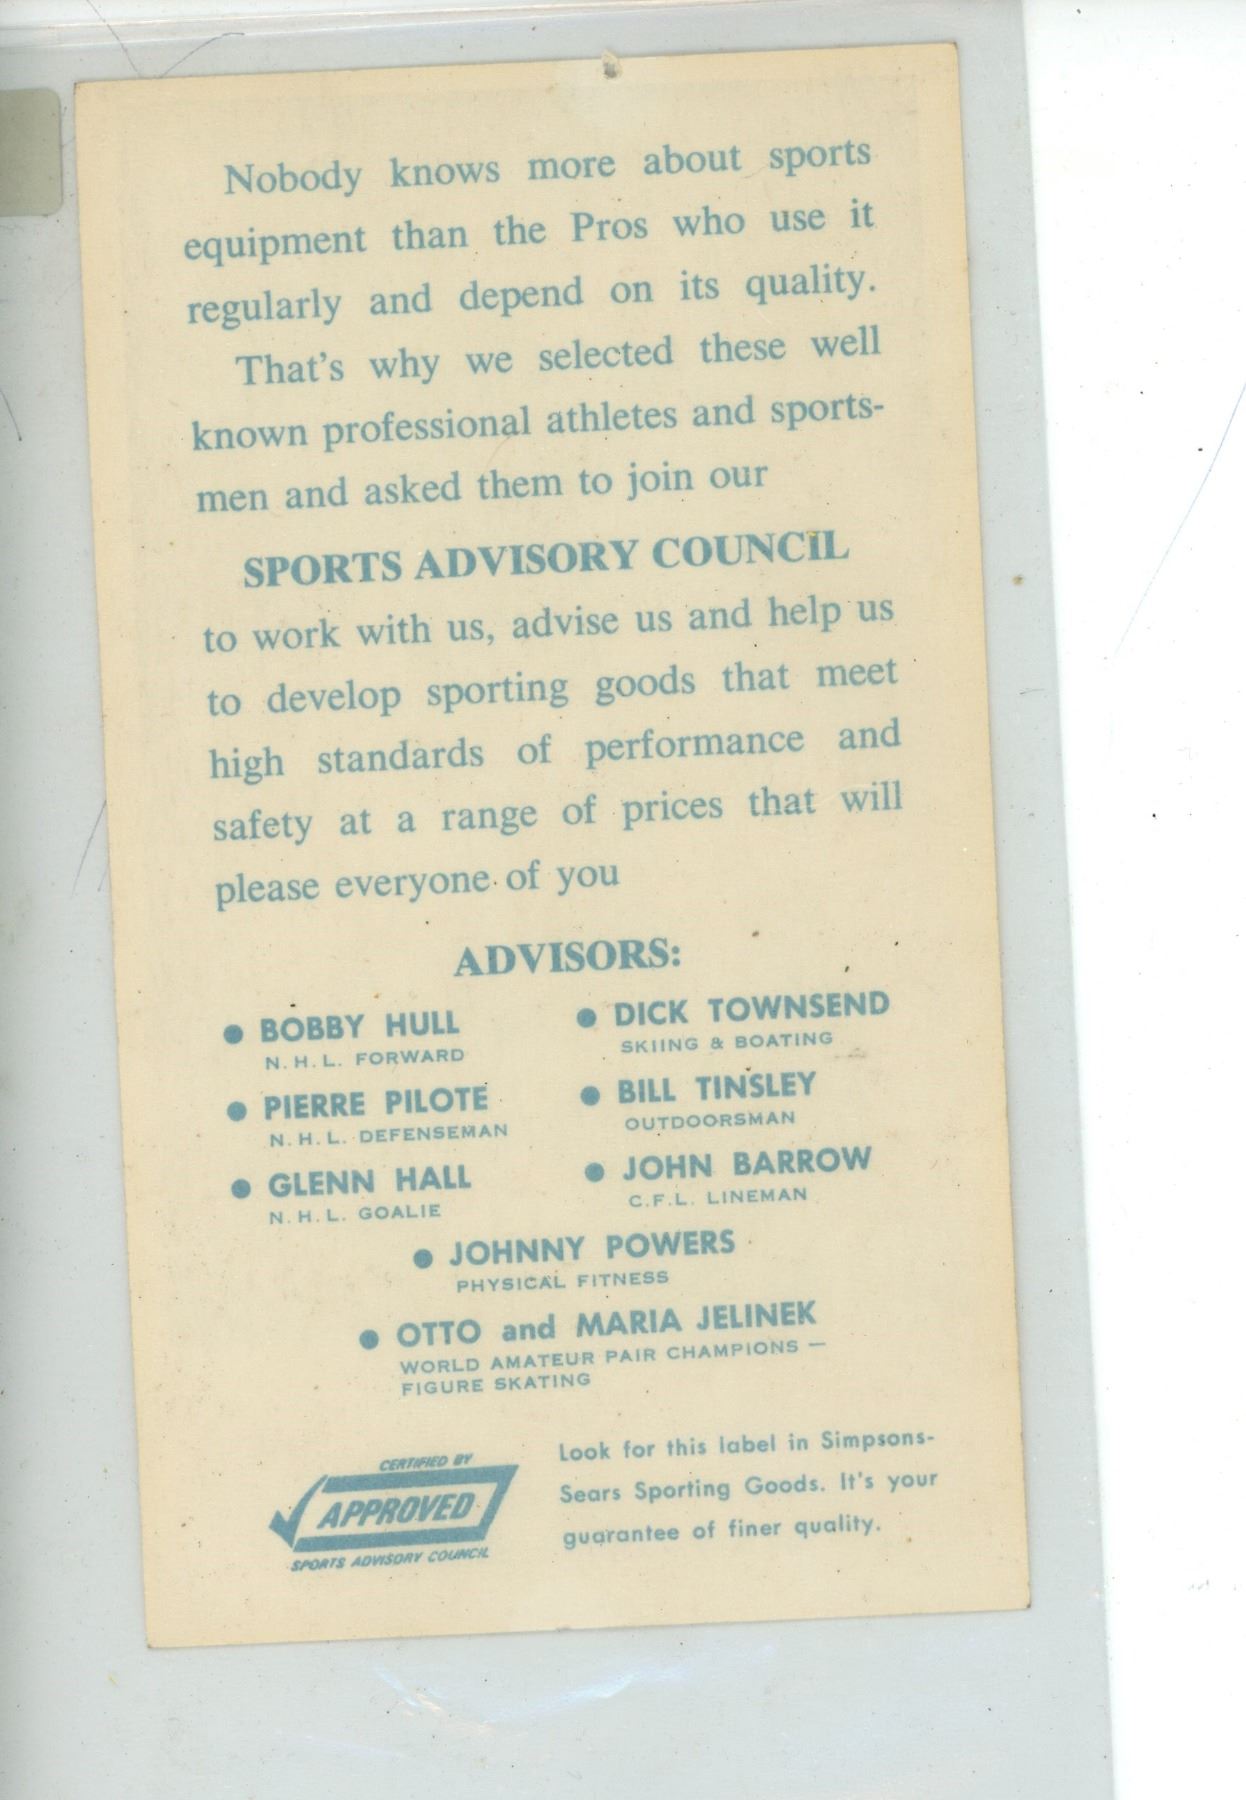 Nobody knows more about sports
equipment than the Pros who use it
regularly and depend on its quality.
That's why we selected these well
known professional athletes and sports-
men and asked them to join our
SPORTS ADVISORY COUNCIL
to work with us, advise us and help us
to develop sporting goods that meet
high standards of performance and
safety at a range of prices that will
please everyone of you
ADVISORS:
● BOBBY HULL
N.H.L. FORWARD
● PIERRE PILOTE
N.H.L. DEFENSEMAN
● GLENN HALL
N.H.L. GOALIE
● DICK TOWNSEND
SKIING & BOATING
● BILL TINSLEY
OUTDOORSMAN
● JOHN BARROW
C.F.L. LINEMAN
● JOHNNY POWERS
PHYSICAL FITNESS
● OTTO and MARIA JELINEK
WORLD AMATEUR PAIR CHAMPIONS —
FIGURE SKATING
CERTIFIED BY
APPROVED
SPORTS ADVISORY COUNCIL
Look for this label in Simpsons-
Sears Sporting Goods. It's your
guarantee of finer quality.